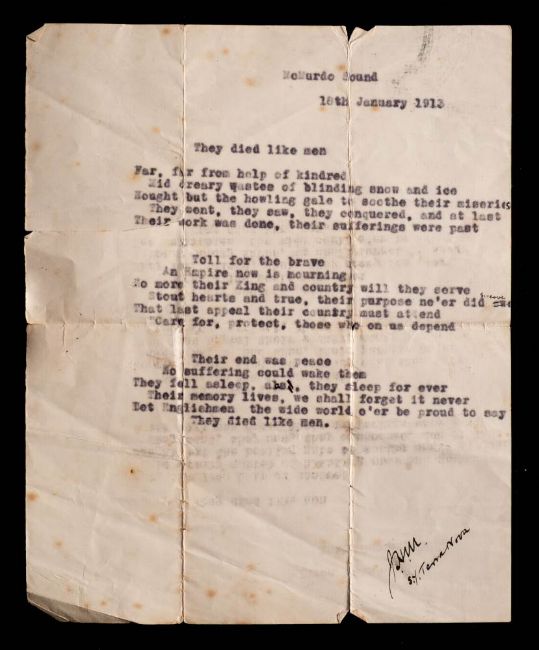 McMurdo Sound
18th January 1913
They died like men
Far, far from help of kindred
Mid dreary wastes of blinding snow and ice
Nought but the howling gale to soothe their miseries
They went, they saw, they conquered, and at last
Their work was done, their sufferings were past
Toll for the brave
An Empire now is mourning
No more their King and country will they serve
Stout hearts and true, their purpose ne'er did
That last appeal their country must attend
"Care for, protect, those who on us depend
Their end was peace
No suffering could wake them
They fell asleep, alas, they sleep for ever
Their memory lives, we shall forget it never
Let Englishmen the wide world o'er be proud to say
They died like men.
S.Y. Terra Nova